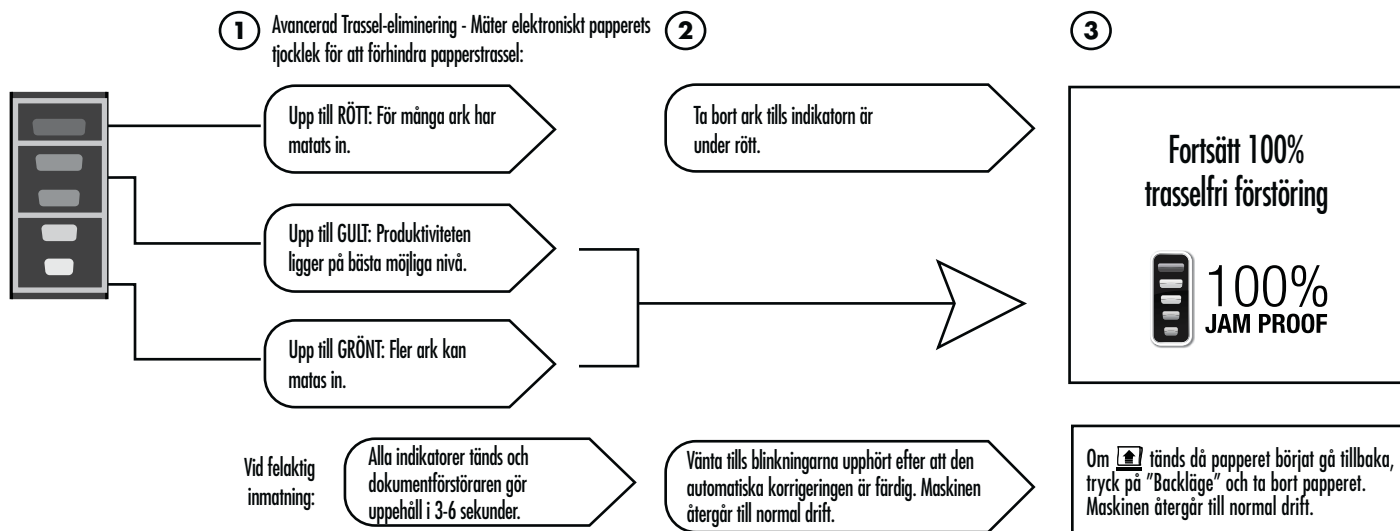 1 Avancerad Trassel-eliminering - Mäter elektroniskt papperets
tjocklek för att förhindra papperstrassel:
Upp till RÖTT: För många ark har
matats in.
Upp till GULT: Produktiviteten
ligger på bästa möjliga nivå.
Upp till GRÖNT: Fler ark kan
matas in.
2
Ta bort ark tills indikatorn är
under rött.
3
Fortsätt 100%
trasselfri förstöring
100%
JAM PROOF
Vid felaktig
inmatning:
Alla indikatorer tänds och
dokumentförstöraren gör
uppehåll i 3-6 sekunder.
Vänta tills blinkningarna upphört efter att den
automatiska korrigeringen är färdig. Maskinen
återgår till normal drift.
Om tänds då papperet börjat gå tillbaka,
tryck på ”Backläge” och ta bort papperet.
Maskinen återgår till normal drift.